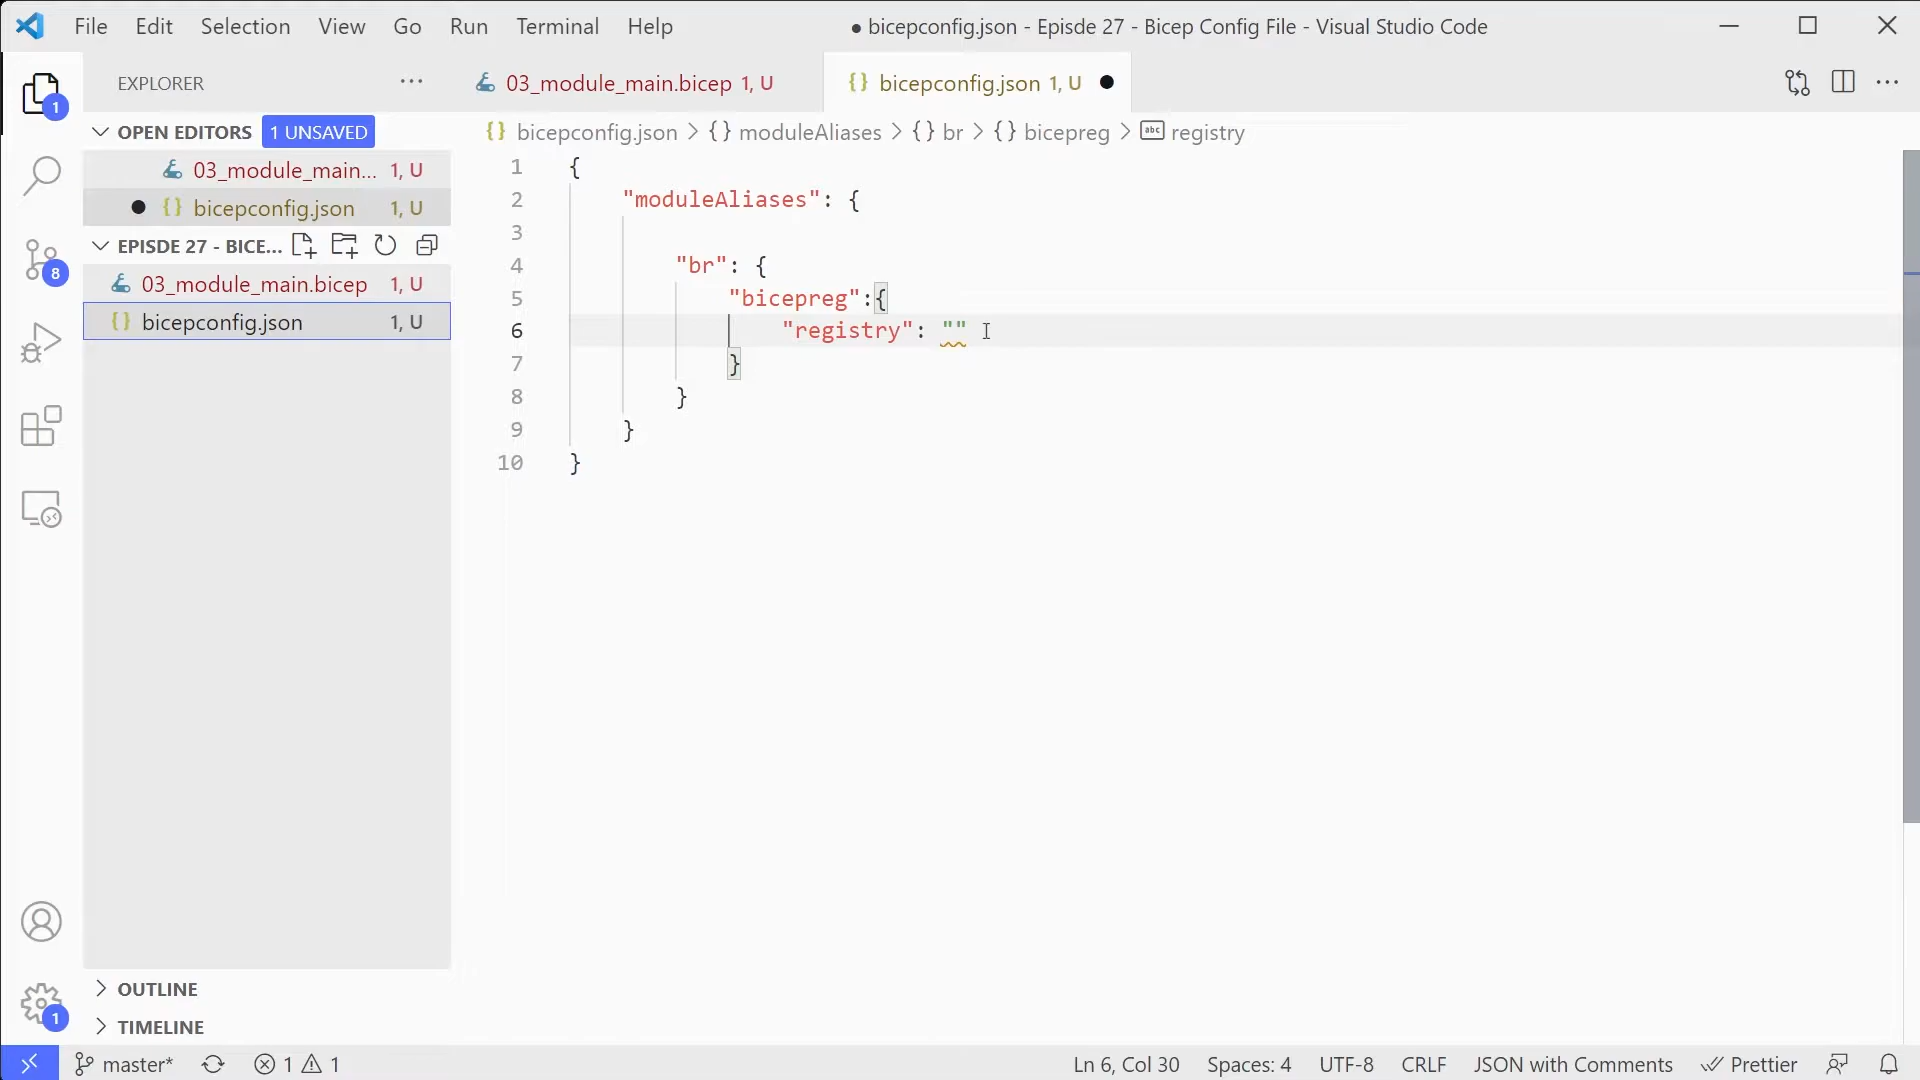 File Edit Selection View Go Run Terminal Help
● bicepconfig.json - Episde 27 - Bicep Config File - Visual Studio Code
EXPLORER
03_module_main.bicep 1, U
{} bicepconfig.json 1, U ●
1
OPEN EDITORS 1 UNSAVED
bicepconfig.json > {} moduleAliases > {} br > {} bicepreg > abc registry
03_module_main... 1, U
● {} bicepconfig.json 1, U
EPISDE 27 - BICE...
8
03_module_main.bicep 1, U
{} bicepconfig.json 1, U
1 {
2 "moduleAliases": {
3
4 "br": {
5 "bicepreg":{
6 "registry": ""
7 }
8 }
9 }
10 }
OUTLINE
1
TIMELINE
master* 1 1
Ln 6, Col 30 Spaces: 4 UTF-8 CRLF JSON with Comments Prettier